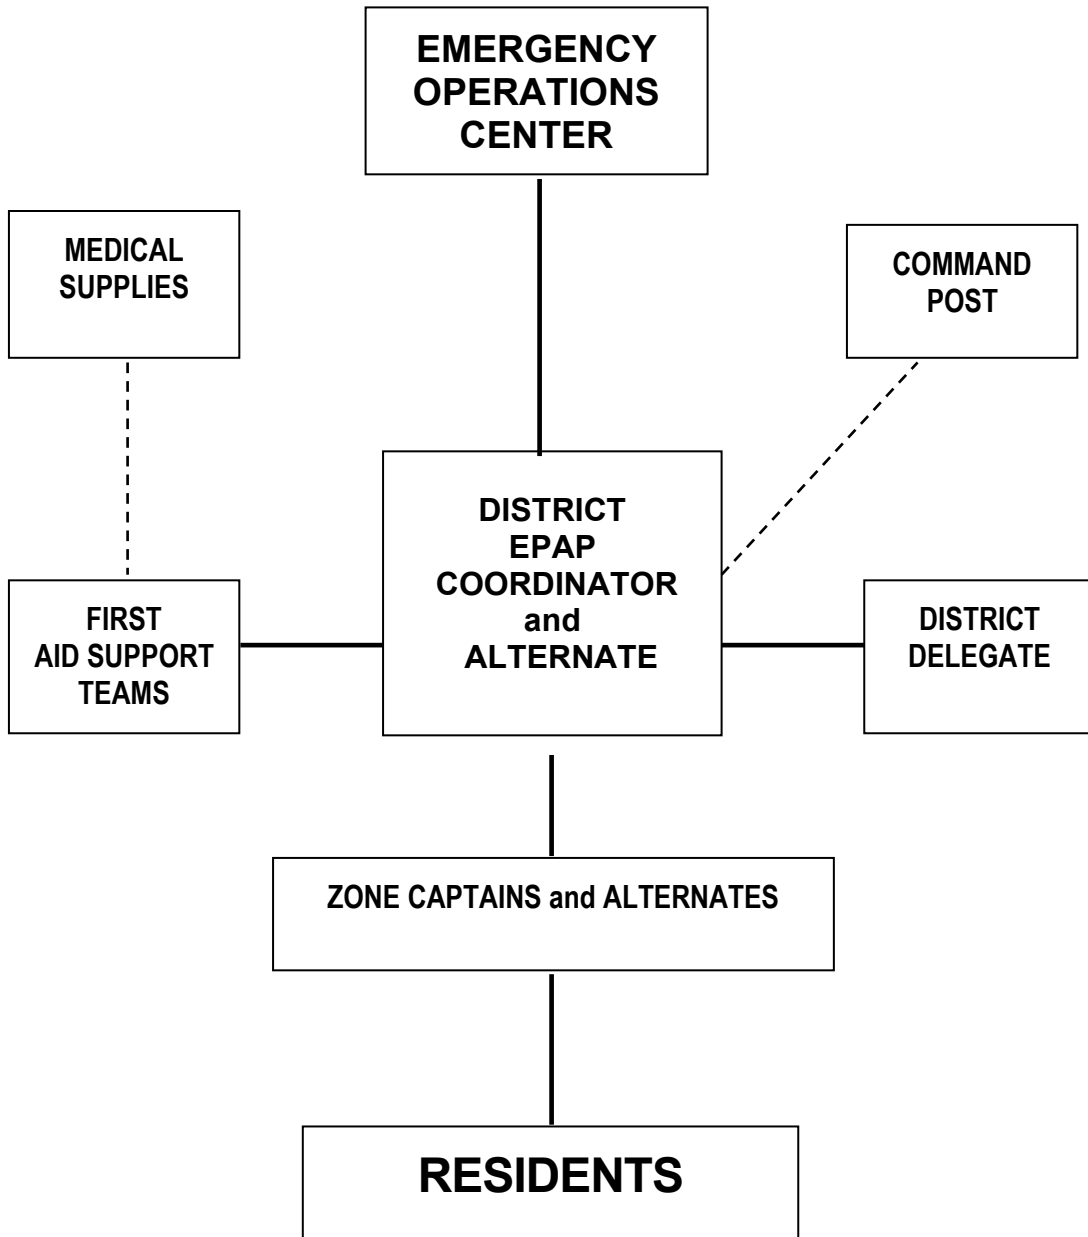 EMERGENCY
OPERATIONS
CENTER
MEDICAL
SUPPLIES
COMMAND
POST
DISTRICT
EPAP
COORDINATOR
and
ALTERNATE
FIRST
AID SUPPORT
TEAMS
DISTRICT
DELEGATE
ZONE CAPTAINS and ALTERNATES
RESIDENTS